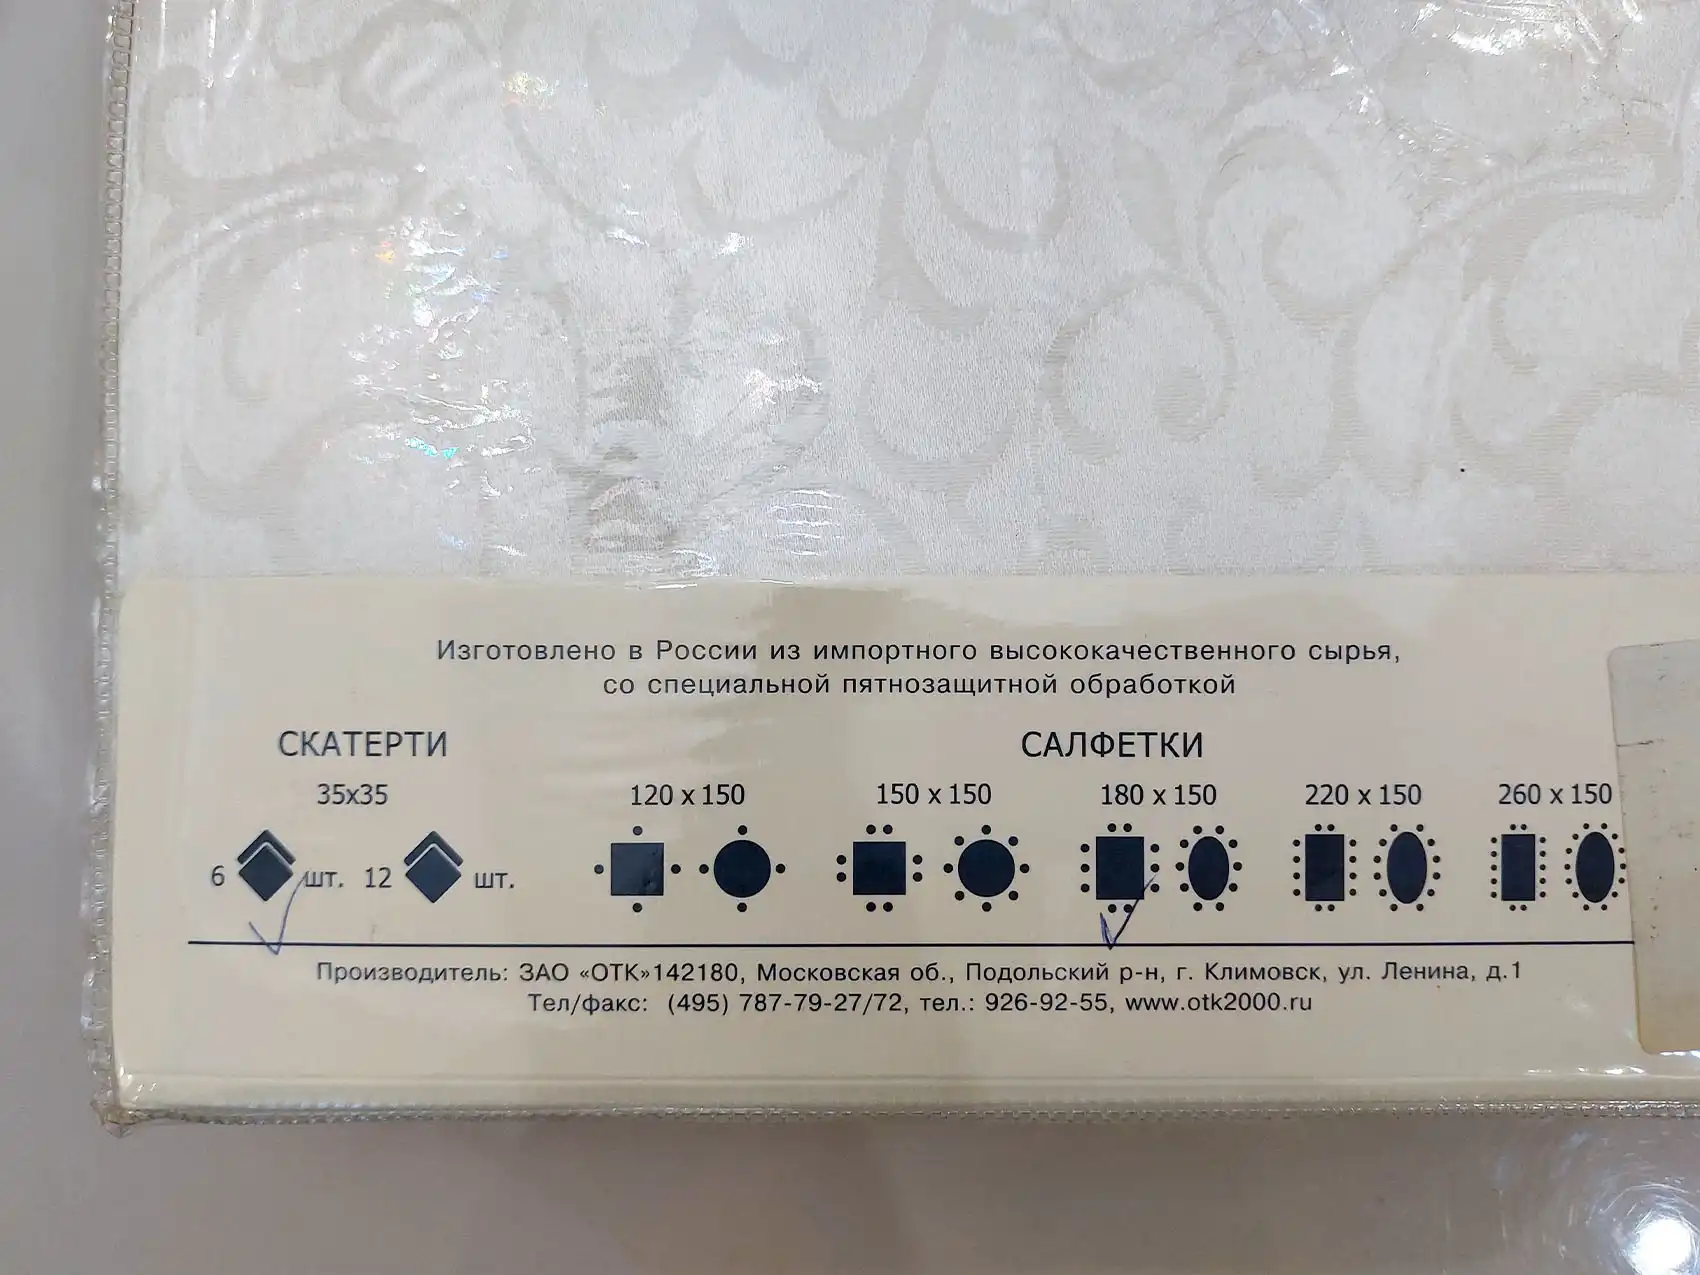 Изготовлено в России из импортного высококачественного сырья,
со специальной пятнозащитной обработкой
СКАТЕРТИ САЛФЕТКИ
35x35 120 x 150 150 x 150 180 x 150 220 x 150 260 x 150
6 шт. 12 шт.
Производитель: ЗАО «ОТК»142180, Московская об., Подольский р-н, г. Климовск, ул. Ленина, д.1
Тел/факс: (495) 787-79-27/72, тел.: 926-92-55, www.otk2000.ru